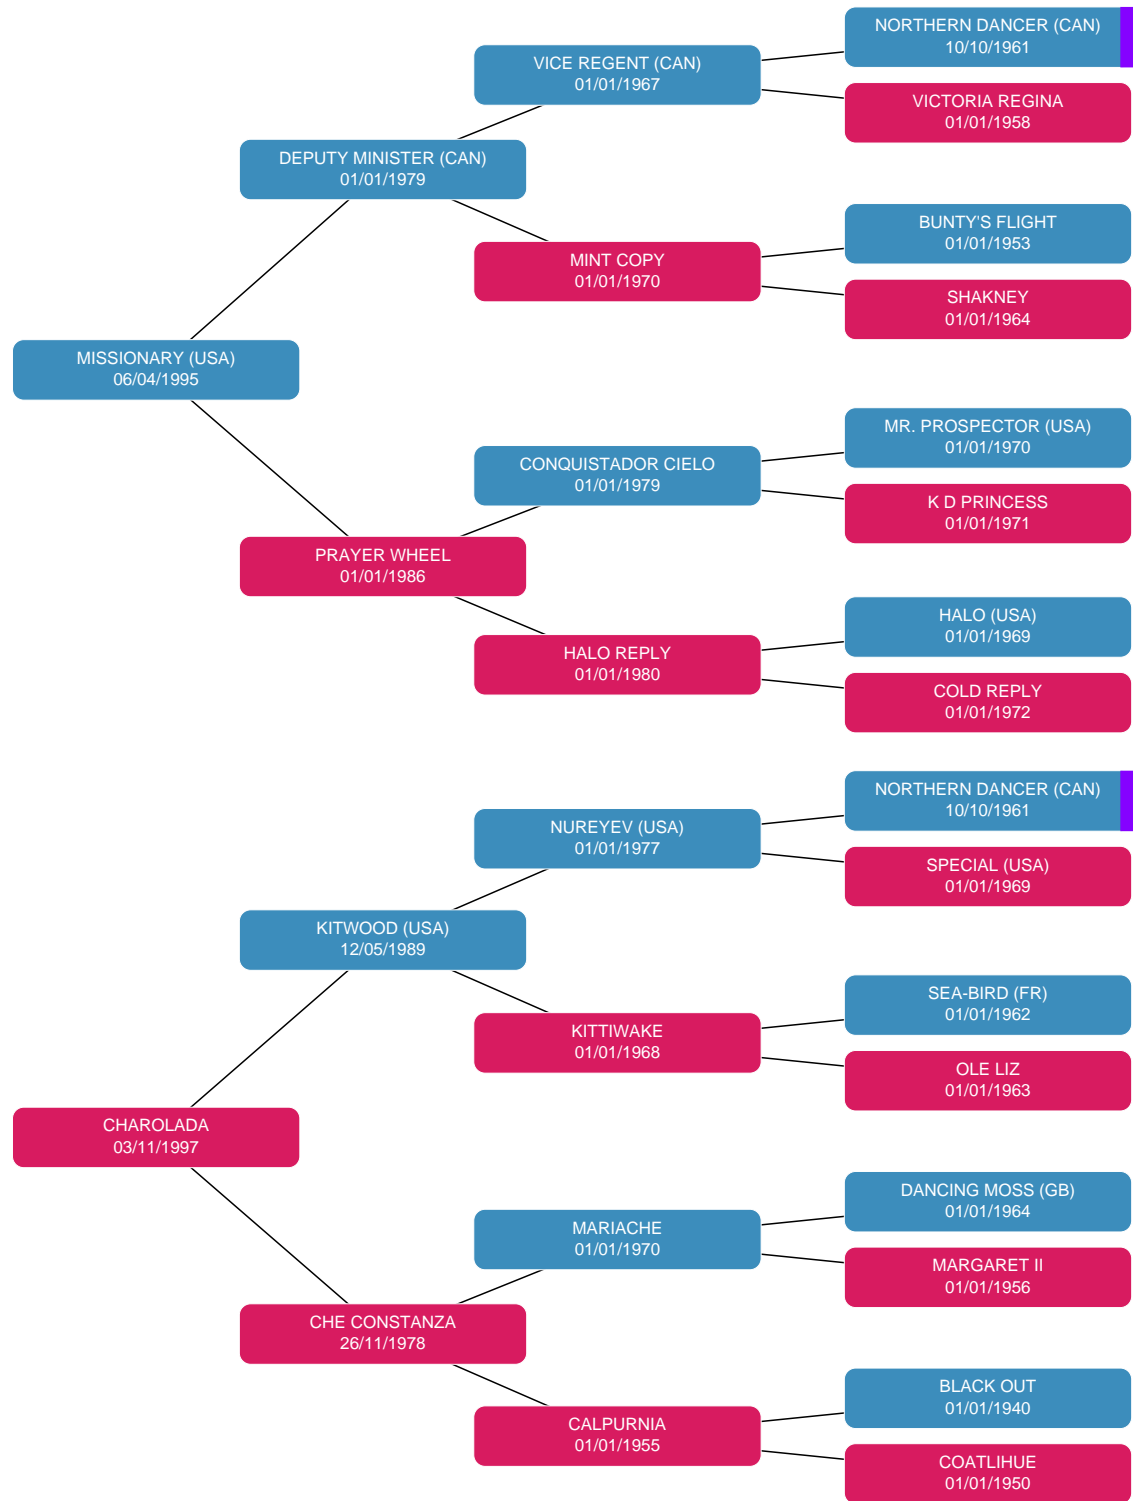 NORTHERN DANCER (CAN)
10/10/1961
VICE REGENT (CAN)
01/01/1967
VICTORIA REGINA
01/01/1958
DEPUTY MINISTER (CAN)
01/01/1979
BUNTY'S FLIGHT
01/01/1953
MINT COPY
01/01/1970
SHAKNEY
01/01/1964
MISSIONARY (USA)
06/04/1995
MR. PROSPECTOR (USA)
01/01/1970
CONQUISTADOR CIELO
01/01/1979
K D PRINCESS
01/01/1971
PRAYER WHEEL
01/01/1986
HALO (USA)
01/01/1969
HALO REPLY
01/01/1980
COLD REPLY
01/01/1972
NORTHERN DANCER (CAN)
10/10/1961
NUREYEV (USA)
01/01/1977
SPECIAL (USA)
01/01/1969
KITWOOD (USA)
12/05/1989
SEA-BIRD (FR)
01/01/1962
KITTIWAKE
01/01/1968
OLE LIZ
01/01/1963
CHAROLADA
03/11/1997
DANCING MOSS (GB)
01/01/1964
MARIACHE
01/01/1970
MARGARET II
01/01/1956
CHE CONSTANZA
26/11/1978
BLACK OUT
01/01/1940
CALPURNIA
01/01/1955
COATLIHUE
01/01/1950